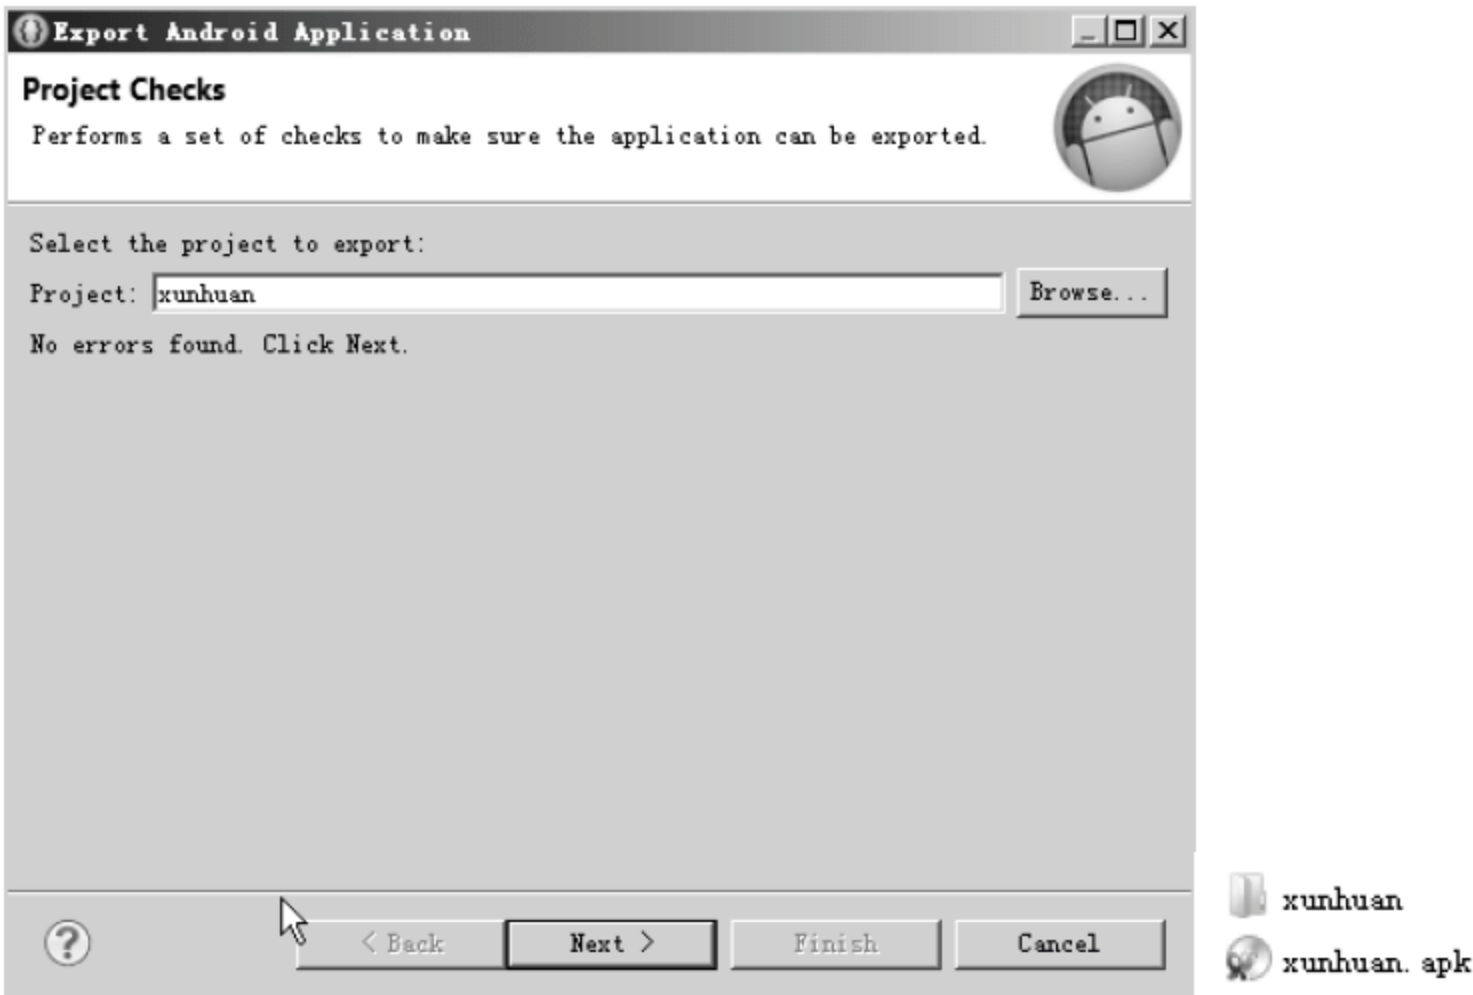 Export Android Application
Project Checks
Performs a set of checks to make sure the application can be exported.
Select the project to export:
Project: xunhuan Browse...
No errors found. Click Next.
? < Back Next > Finish Cancel
xunhuan
xunhuan. apk